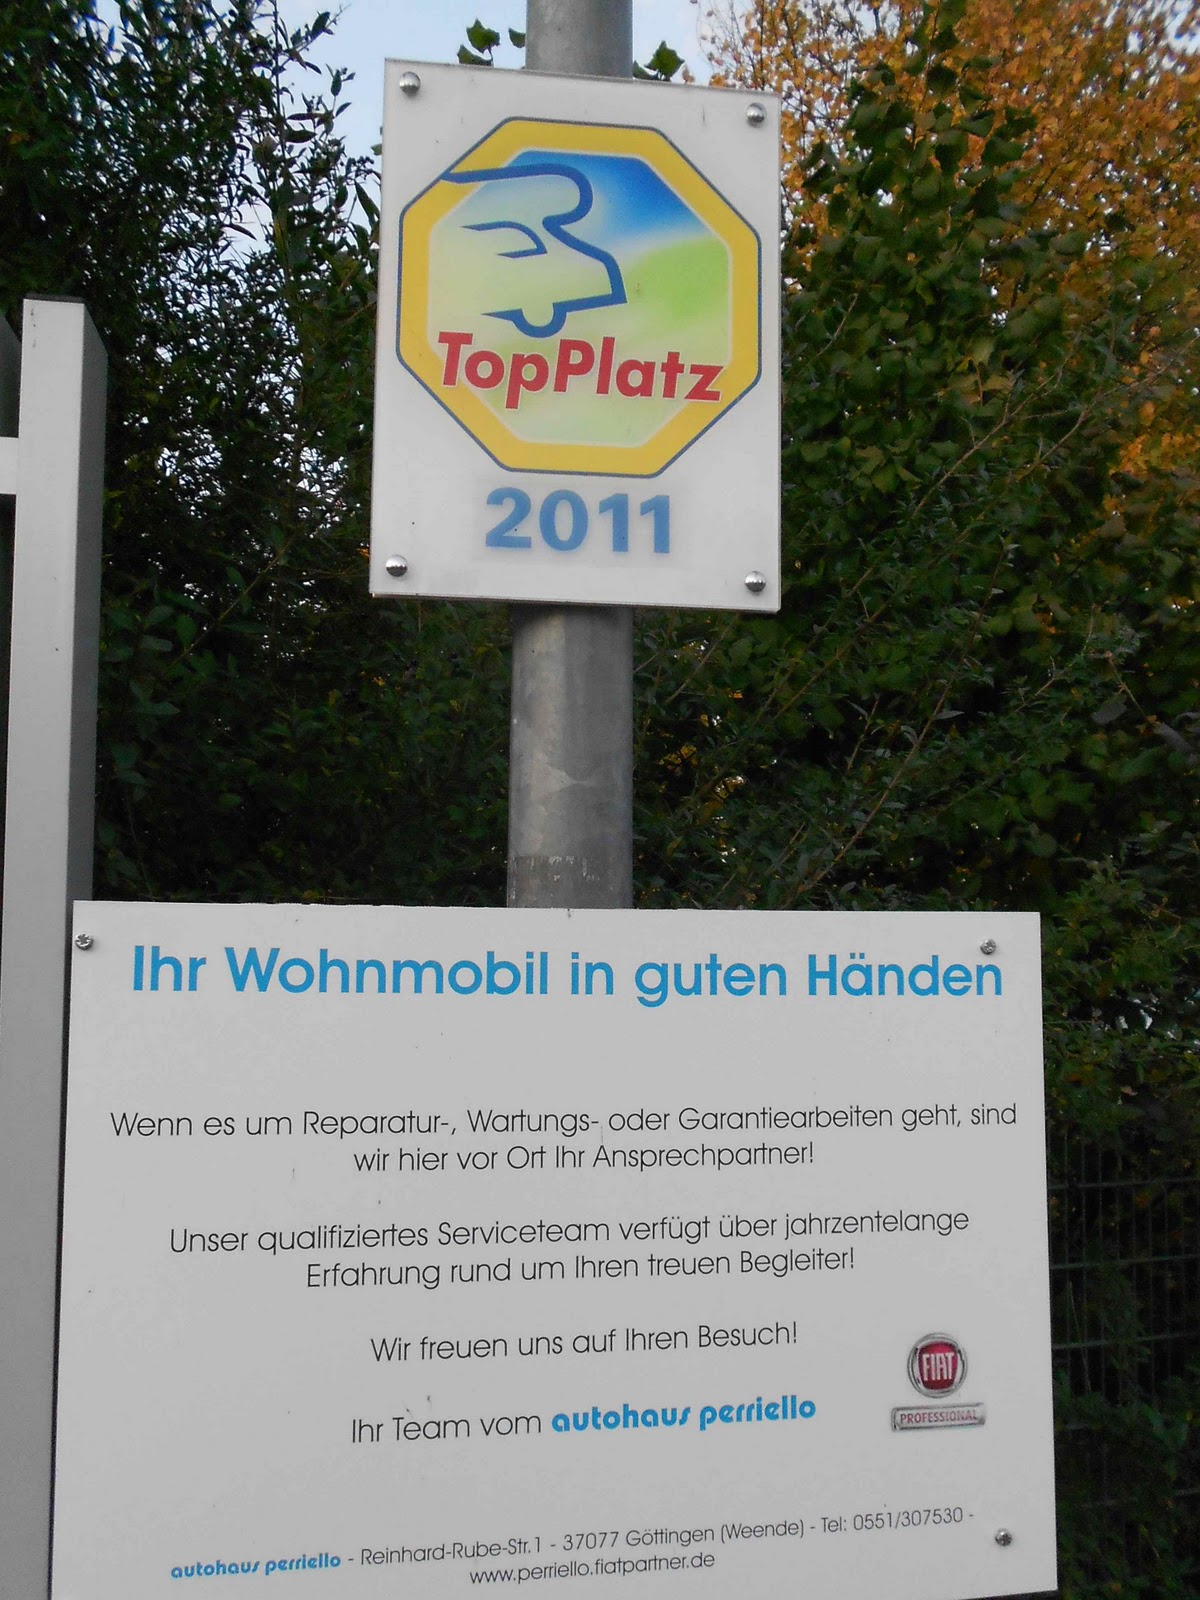 TopPlatz
2011
Ihr Wohnmobil in guten Händen
Wenn es um Reparatur-, Wartungs- oder Garantiearbeiten geht, sind
wir hier vor Ort Ihr Ansprechpartner!
Unser qualifiziertes Serviceteam verfügt über jahrzentelange
Erfahrung rund um Ihren treuen Begleiter!
Wir freuen uns auf Ihren Besuch!
FIAT
PROFESSIONAL
Ihr Team vom autohaus perriello
autohaus perriello - Reinhard-Rube-Str.1 - 37077 Göttingen (Weende) - Tel: 0551/307530 -
www.perriello.fiatpartner.de